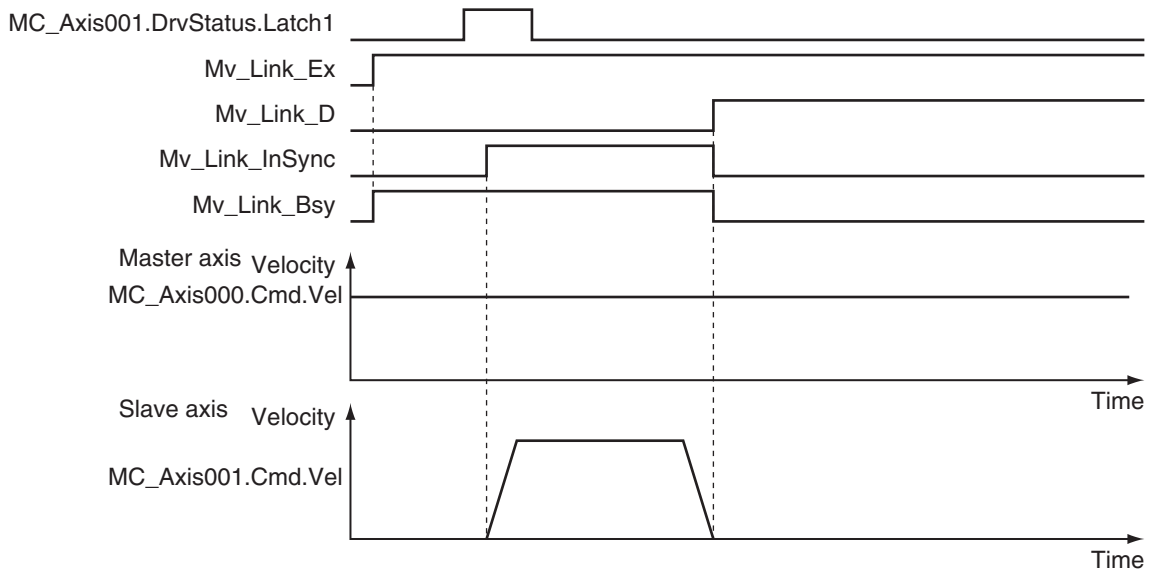 MC_Axis001.DrvStatus.Latch1
Mv_Link_Ex
Mv_Link_D
Mv_Link_InSync
Mv_Link_Bsy
Master axis Velocity
MC_Axis000.Cmd.Vel
Time
Slave axis Velocity
MC_Axis001.Cmd.Vel
Time